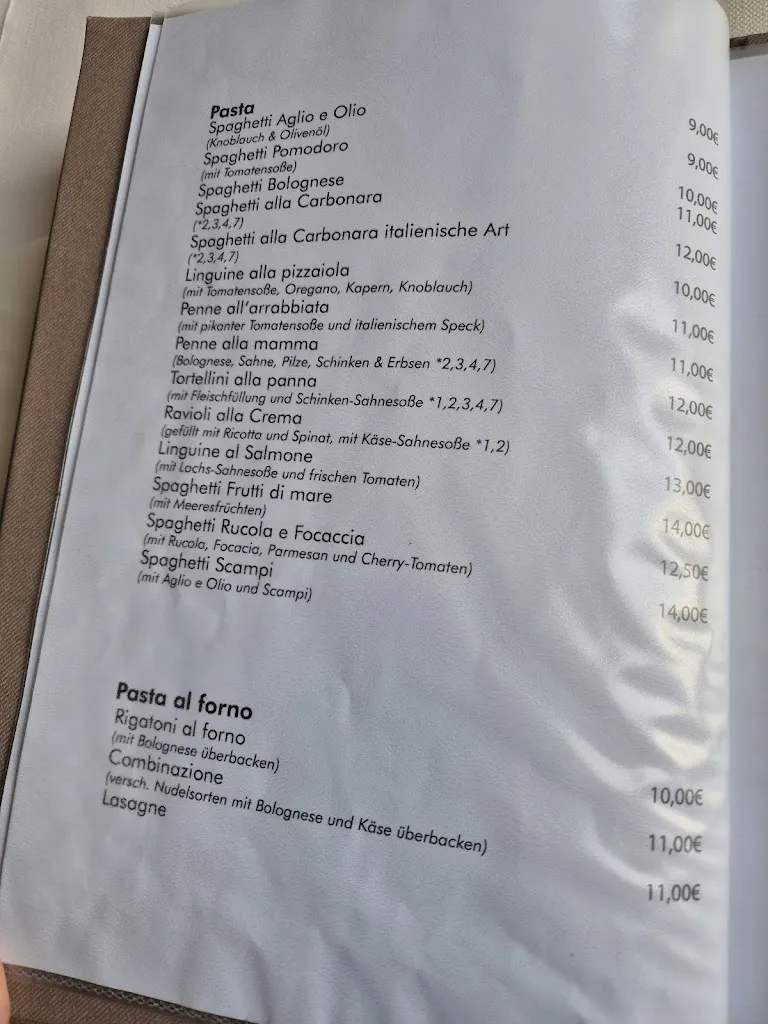 Pasta
Spaghetti Aglio e Olio 9,00€
(Knoblauch & Olivenöl)
Spaghetti Pomodoro 9,00€
(mit Tomatensoße)
Spaghetti Bolognese 10,00€
Spaghetti alla Carbonara 11,00€
(*2,3,4,7)
Spaghetti alla Carbonara italienische Art 12,00€
(*2,3,4,7)
Linguine alla pizzaiola 10,00€
(mit Tomatensoße, Oregano, Kapern, Knoblauch)
Penne all'arrabbiata 11,00€
(mit pikanter Tomatensoße und italienischem Speck)
Penne alla mamma 11,00€
(Bolognese, Sahne, Pilze, Schinken & Erbsen *2,3,4,7)
Tortellini alla panna 12,00€
(mit Fleischfüllung und Schinken-Sahnesoße *1,2,3,4,7)
Ravioli alla Crema 12,00€
(gefüllt mit Ricotta und Spinat, mit Käse-Sahnesoße *1,2)
Linguine al Salmone 13,00€
(mit Lachs-Sahnesoße und frischen Tomaten)
Spaghetti Frutti di mare 14,00€
(mit Meeresfrüchten)
Spaghetti Rucola e Focaccia 12,50€
(mit Rucola, Focacia, Parmesan und Cherry-Tomaten)
Spaghetti Scampi 14,00€
(mit Aglio e Olio und Scampi)
Pasta al forno
Rigatoni al forno 10,00€
(mit Bolognese überbacken)
Combinazione 11,00€
(versch. Nudelsorten mit Bolognese und Käse überbacken)
Lasagne 11,00€